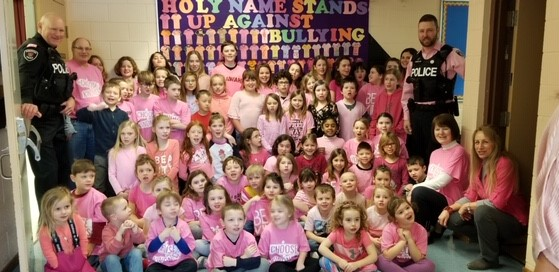 HOLY NAME STANDS
UP AGAINST
BULLYING
POLICE
POLICE